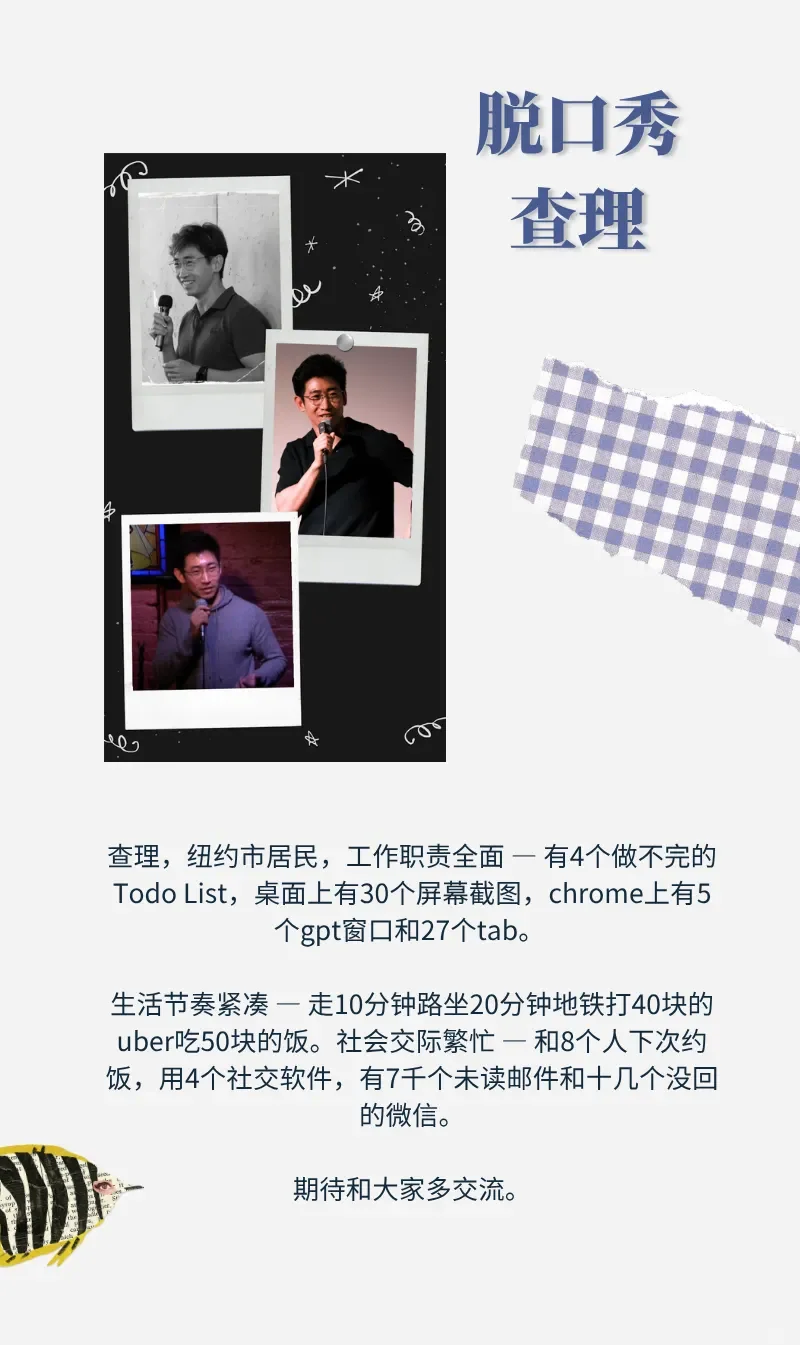 脱口秀
查理
查理，纽约市居民，工作职责全面 — 有4个做不完的
Todo List，桌面上有30个屏幕截图，chrome上有5
个gpt窗口和27个tab。
生活节奏紧凑 — 走10分钟路坐20分钟地铁打40块的
uber吃50块的饭。社会交际繁忙 — 和8个人下次约
饭，用4个社交软件，有7千个未读邮件和十几个没回
的微信。
期待和大家多交流。